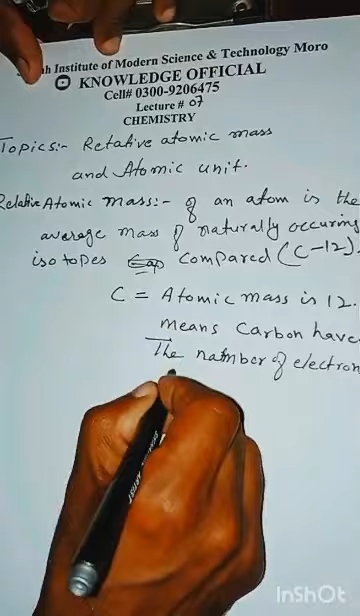 ah Institute of Modern Science & Technology Moro
KNOWLEDGE OFFICIAL
Cell# 0300-9206475
Lecture # 07
CHEMISTRY
Topics:- Relative atomic mass
and Atomic unit.
Relative Atomic mass:- of an atom is the
average mass of naturally occuring
isotopes compared (C-12).
C = Atomic mass is 12.
means Carbon have
The number of electron
InShOt